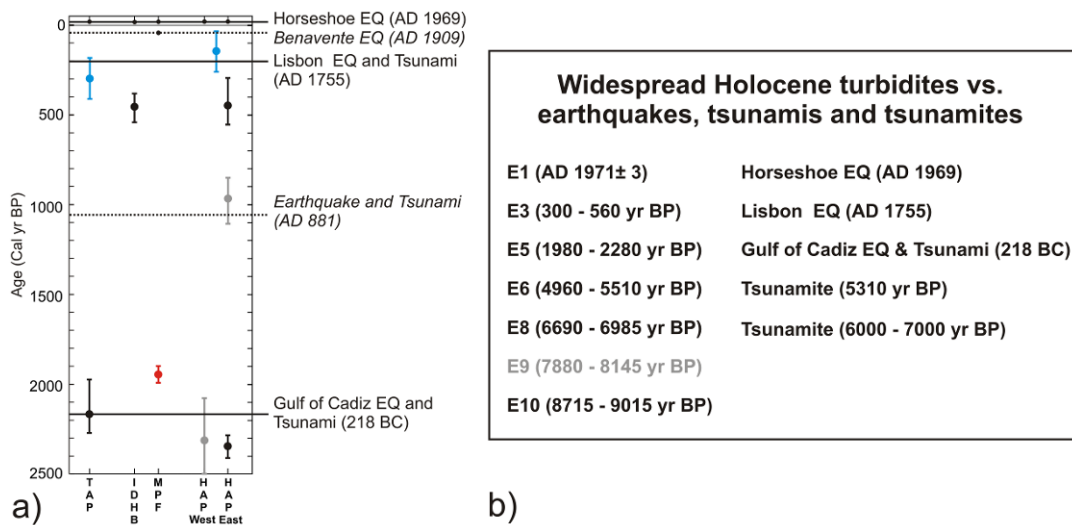 0
500
1000
1500
2000
2500
Age (Cal yr BP)
Horseshoe EQ (AD 1969)
Benavente EQ (AD 1909)
Lisbon EQ and Tsunami
(AD 1755)
Earthquake and Tsunami
(AD 881)
Gulf of Cadiz EQ and
Tsunami (218 BC)
TAP
IDHB
MPF
HAP
HAP
West East
a)
Widespread Holocene turbidites vs.
earthquakes, tsunamis and tsunamites
E1 (AD 1971± 3) Horseshoe EQ (AD 1969)
E3 (300 - 560 yr BP) Lisbon EQ (AD 1755)
E5 (1980 - 2280 yr BP) Gulf of Cadiz EQ & Tsunami (218 BC)
E6 (4960 - 5510 yr BP) Tsunamite (5310 yr BP)
E8 (6690 - 6985 yr BP) Tsunamite (6000 - 7000 yr BP)
E9 (7880 - 8145 yr BP)
E10 (8715 - 9015 yr BP)
b)